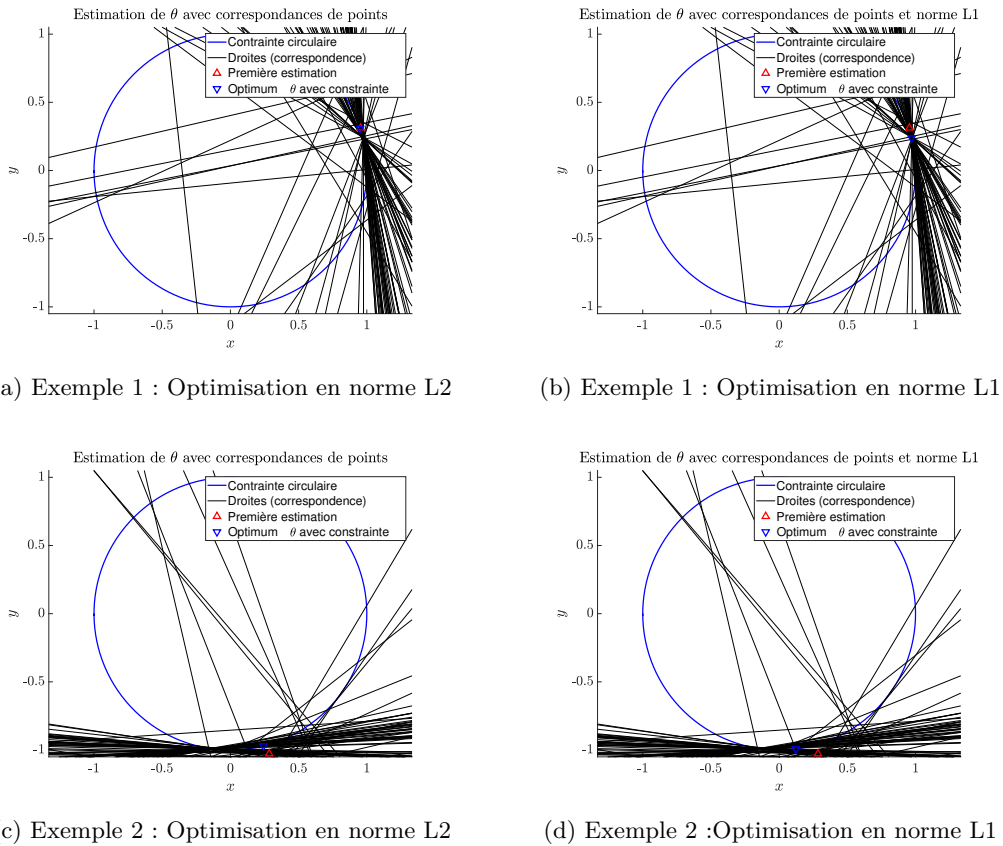 Estimation de θ avec correspondances de points
1
0.5
0
-0.5
-1
y
-1
-0.5
0
0.5
1
x
Contrainte circulaire
Droites (correspondence)
Première estimation
Optimum θ avec constrainte
Estimation de θ avec correspondances de points et norme L1
1
0.5
0
-0.5
-1
y
-1
-0.5
0
0.5
1
x
Contrainte circulaire
Droites (correspondence)
Première estimation
Optimum θ avec constrainte
a) Exemple 1 : Optimisation en norme L2
(b) Exemple 1 : Optimisation en norme L1
Estimation de θ avec correspondances de points
1
0.5
0
-0.5
-1
y
-1
-0.5
0
0.5
1
x
Contrainte circulaire
Droites (correspondence)
Première estimation
Optimum θ avec constrainte
Estimation de θ avec correspondances de points et norme L1
1
0.5
0
-0.5
-1
y
-1
-0.5
0
0.5
1
x
Contrainte circulaire
Droites (correspondence)
Première estimation
Optimum θ avec constrainte
c) Exemple 2 : Optimisation en norme L2
(d) Exemple 2 :Optimisation en norme L1